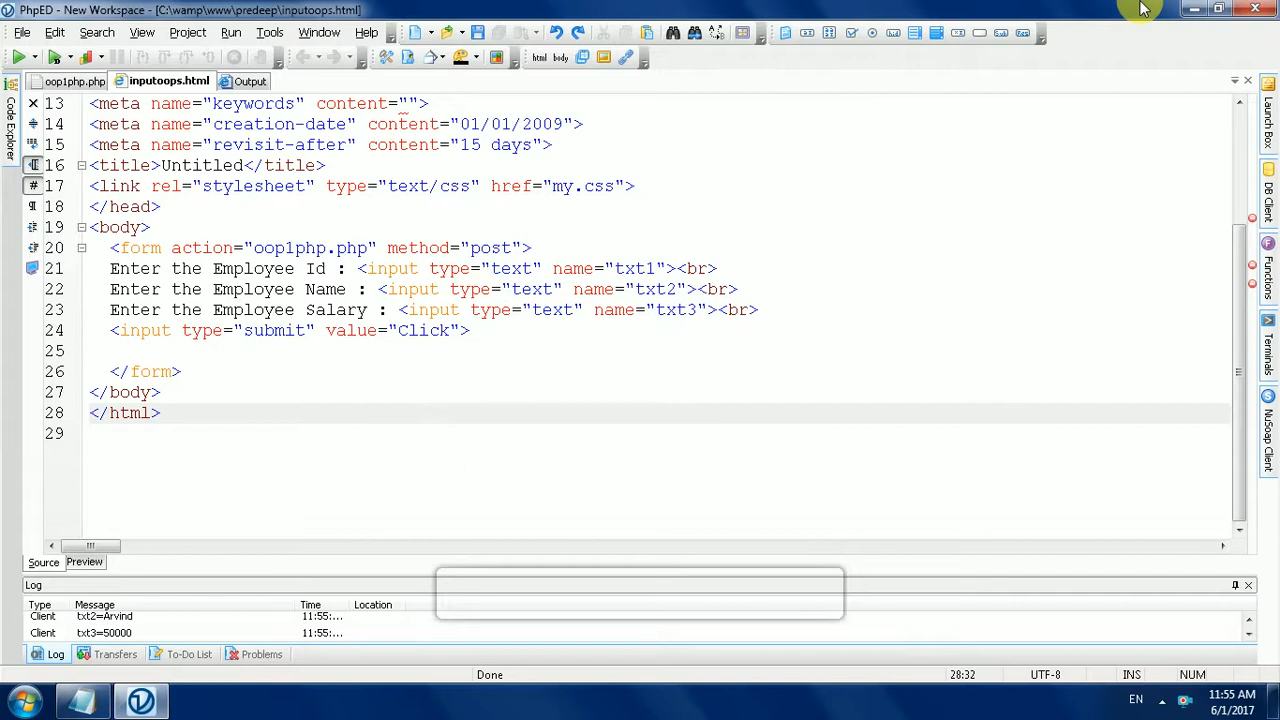 PhpED - New Workspace - [C:\wamp\www\predeep\inputoops.html]
File Edit Search View Project Run Tools Window Help
html body
oop1php.php inputoops.html Output
13 <meta name="keywords" content="">
14 <meta name="creation-date" content="01/01/2009">
15 <meta name="revisit-after" content="15 days">
16 <title>Untitled</title>
17 <link rel="stylesheet" type="text/css" href="my.css">
18 </head>
19 <body>
20 <form action="oop1php.php" method="post">
21 Enter the Employee Id : <input type="text" name="txt1"><br>
22 Enter the Employee Name : <input type="text" name="txt2"><br>
23 Enter the Employee Salary : <input type="text" name="txt3"><br>
24 <input type="submit" value="Click">
25
26 </form>
27 </body>
28 </html>
29
Code Explorer
Launch Box
DB Client
Functions
Terminals
NuSoap Client
Source Preview
Log
Type Message Time Location
Client txt2=Arvind 11:55:...
Client txt3=50000 11:55:...
Log Transfers To-Do List Problems
Done 28:32 UTF-8 INS NUM
EN 11:55 AM
6/1/2017